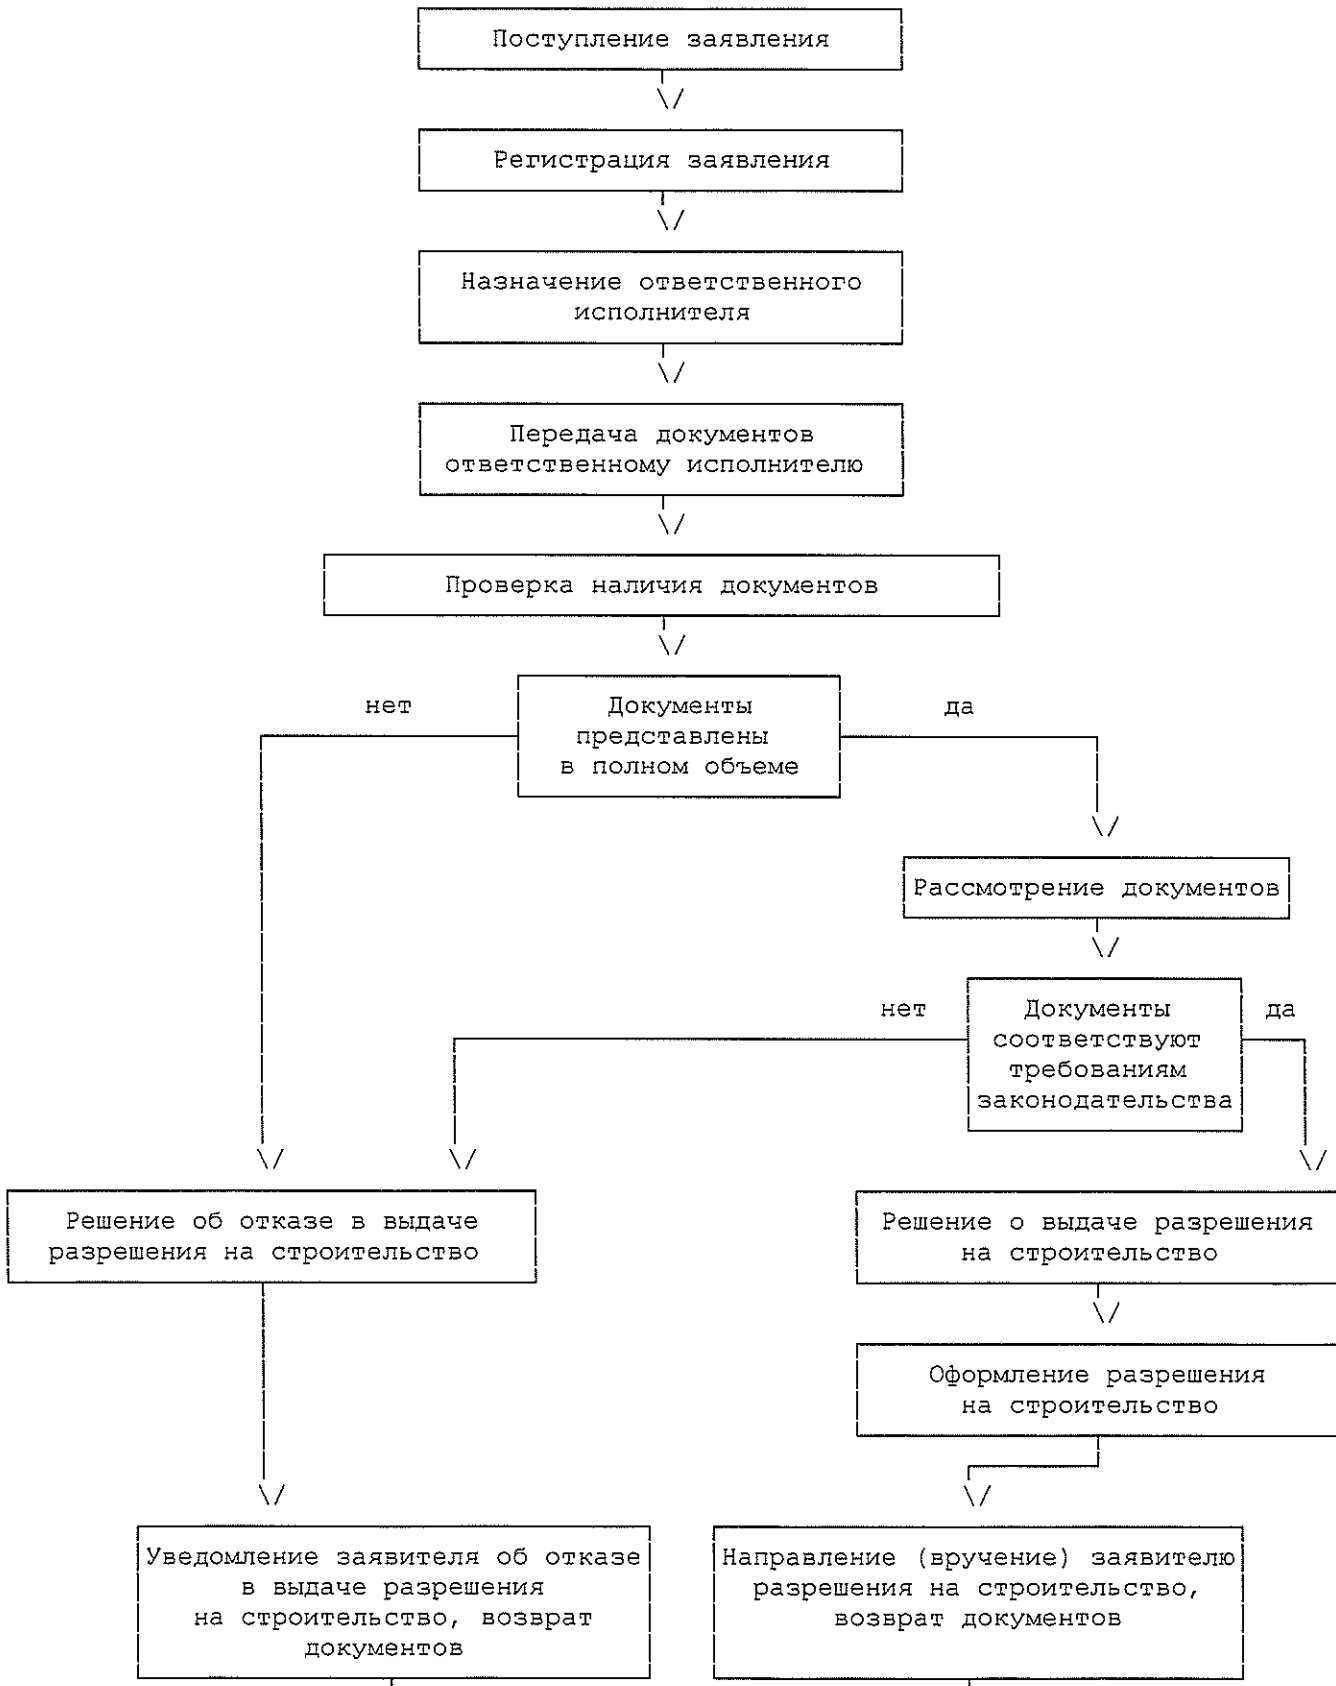 Поступление заявления
Регистрация заявления
Назначение ответственного
исполнителя
Передача документов
ответственному исполнителю
Проверка наличия документов
нет
Документы
представлены
в полном объеме
да
Рассмотрение документов
нет
Документы
соответствуют
требованиям
законодательства
да
Решение об отказе в выдаче
разрешения на строительство
Решение о выдаче разрешения
на строительство
Оформление разрешения
на строительство
Уведомление заявителя об отказе
в выдаче разрешения
на строительство, возврат
документов
Направление (вручение) заявителю
разрешения на строительство,
возврат документов